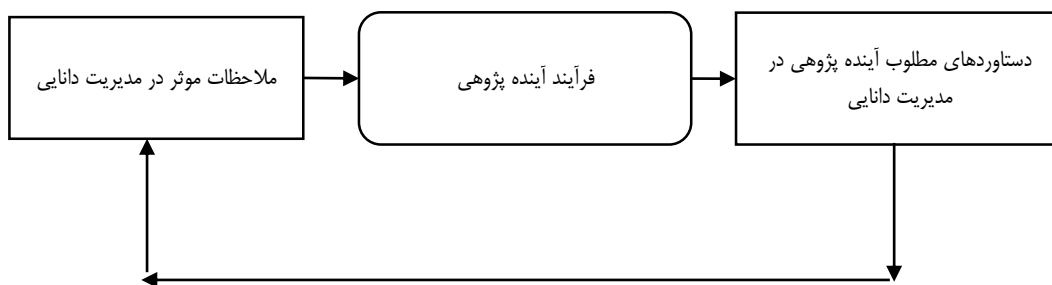 ملاحظات موثر در مدیریت دانایی
فرآیند آینده پژوهی
دستاوردهای مطلوب آینده پژوهی در
مدیریت دانایی